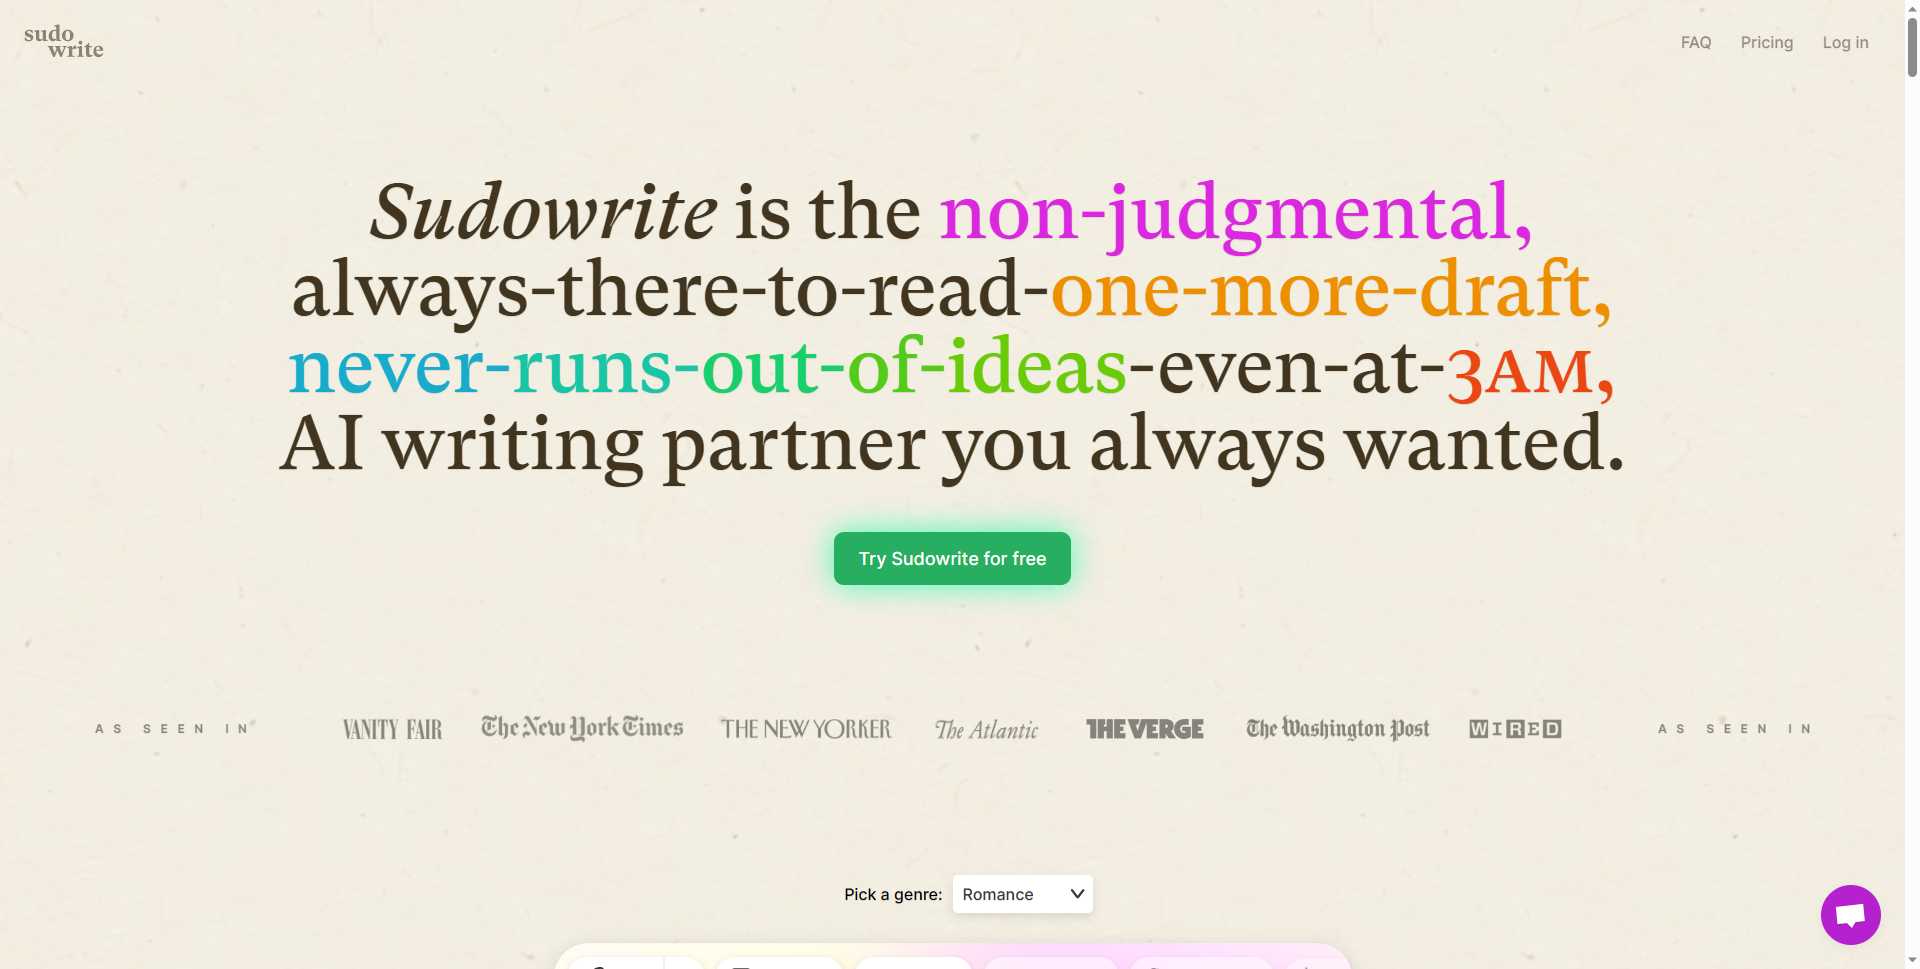 sudo
write
FAQ
Pricing
Log in
Sudowrite is the non-judgmental,
always-there-to-read-one-more-draft,
never-runs-out-of-ideas-even-at-3AM,
AI writing partner you always wanted.
Try Sudowrite for free
AS SEEN IN
VANITY FAIR
The New York Times
THE NEW YORKER
The Atlantic
THE VERGE
The Washington Post
WIRED
AS SEEN IN
Pick a genre:
Romance